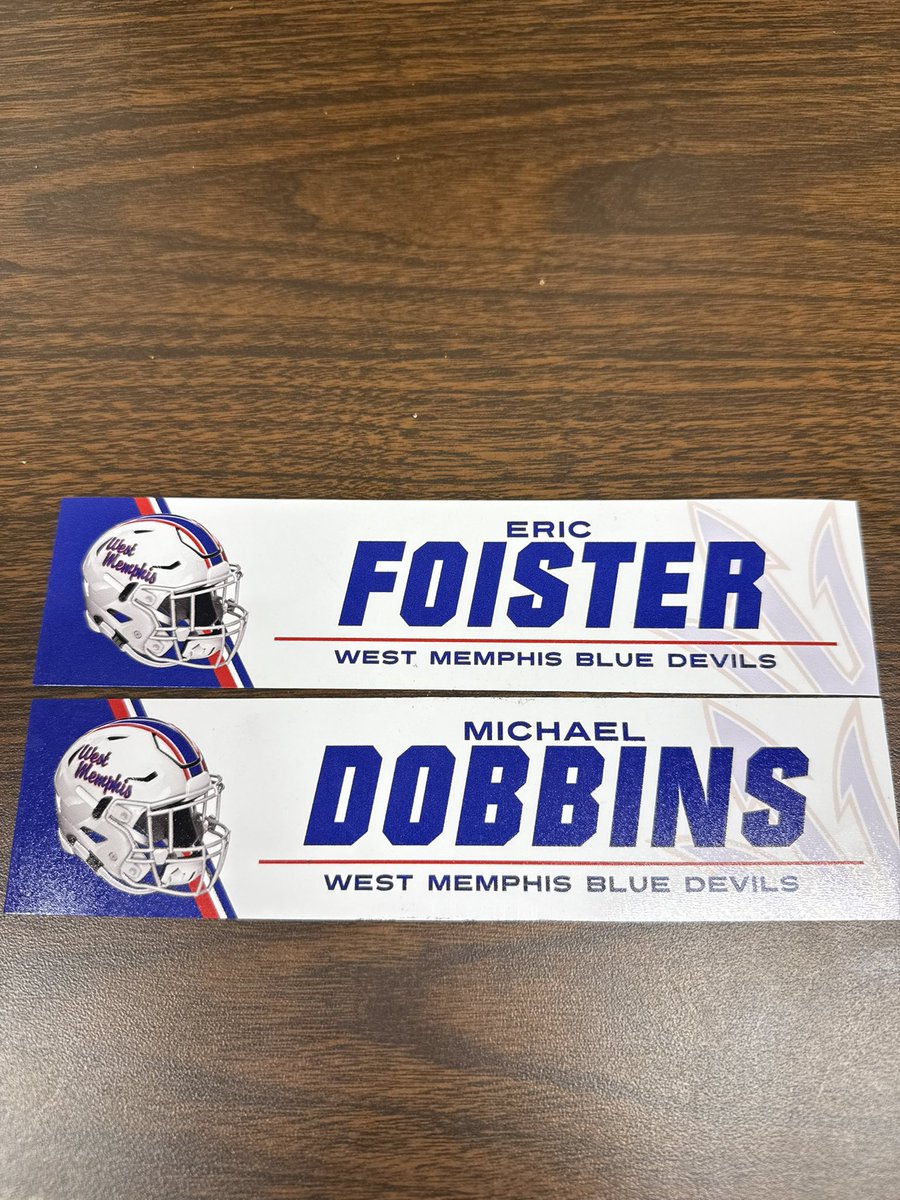 West
Memphis
ERIC
FOISTER
WEST MEMPHIS BLUE DEVILS
West
Memphis
MICHAEL
DOBBINS
WEST MEMPHIS BLUE DEVILS